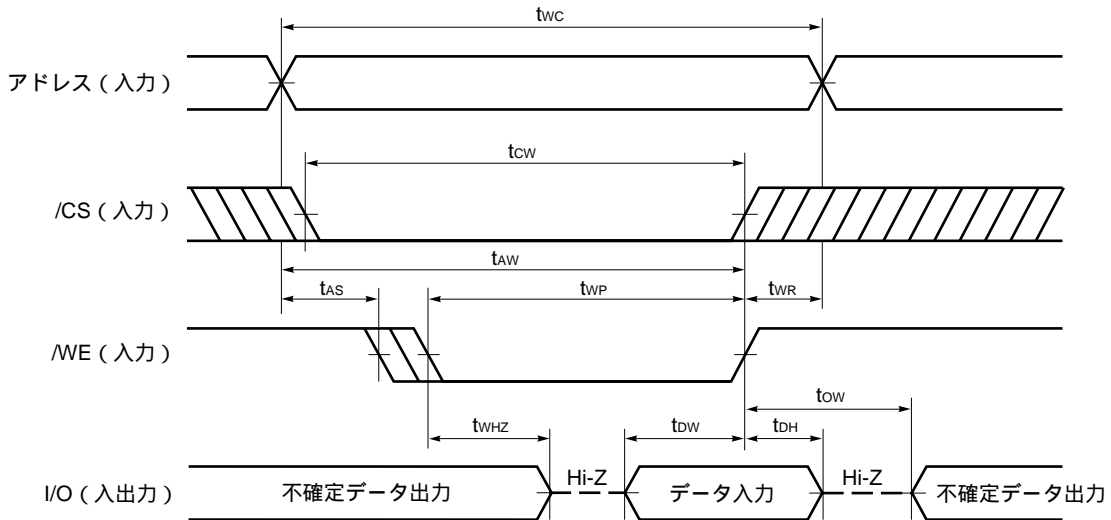 tWC
アドレス ( 入力 )
tCW
/CS ( 入力 )
tAW
tAS
tWP
tWR
/WE ( 入力 )
tOW
tWHZ
tDW
tDH
I/O ( 入出力 )
不確定データ出力
Hi-Z
データ入力
Hi-Z
不確定データ出力